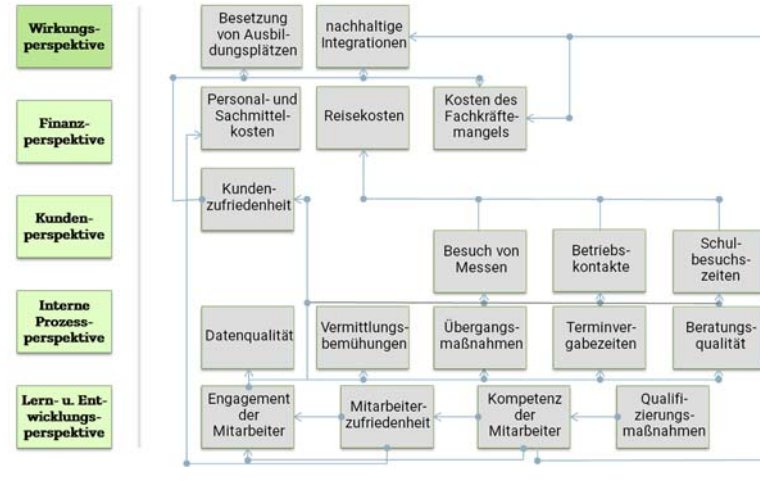 Wirkungs-
perspektive
Besetzung
von Ausbil-
dungsplätzen
nachhaltige
Integrationen
Finanz-
perspektive
Personal- und
Sachmittel-
kosten
Reisekosten
Kosten des
Fachkräfte-
mangels
Kunden-
perspektive
Kunden-
zufriedenheit
Besuch von
Messen
Betriebs-
kontakte
Schul-
besuchs-
zeiten
Interne
Prozess-
perspektive
Datenqualität
Vermittlungs-
bemühungen
Übergangs-
maßnahmen
Terminver-
gabezeiten
Beratungs-
qualität
Lern- u. Ent-
wicklungs-
perspektive
Engagement
der
Mitarbeiter
Mitarbeiter-
zufriedenheit
Kompetenz
der
Mitarbeiter
Qualifi-
zierungs-
maßnahmen